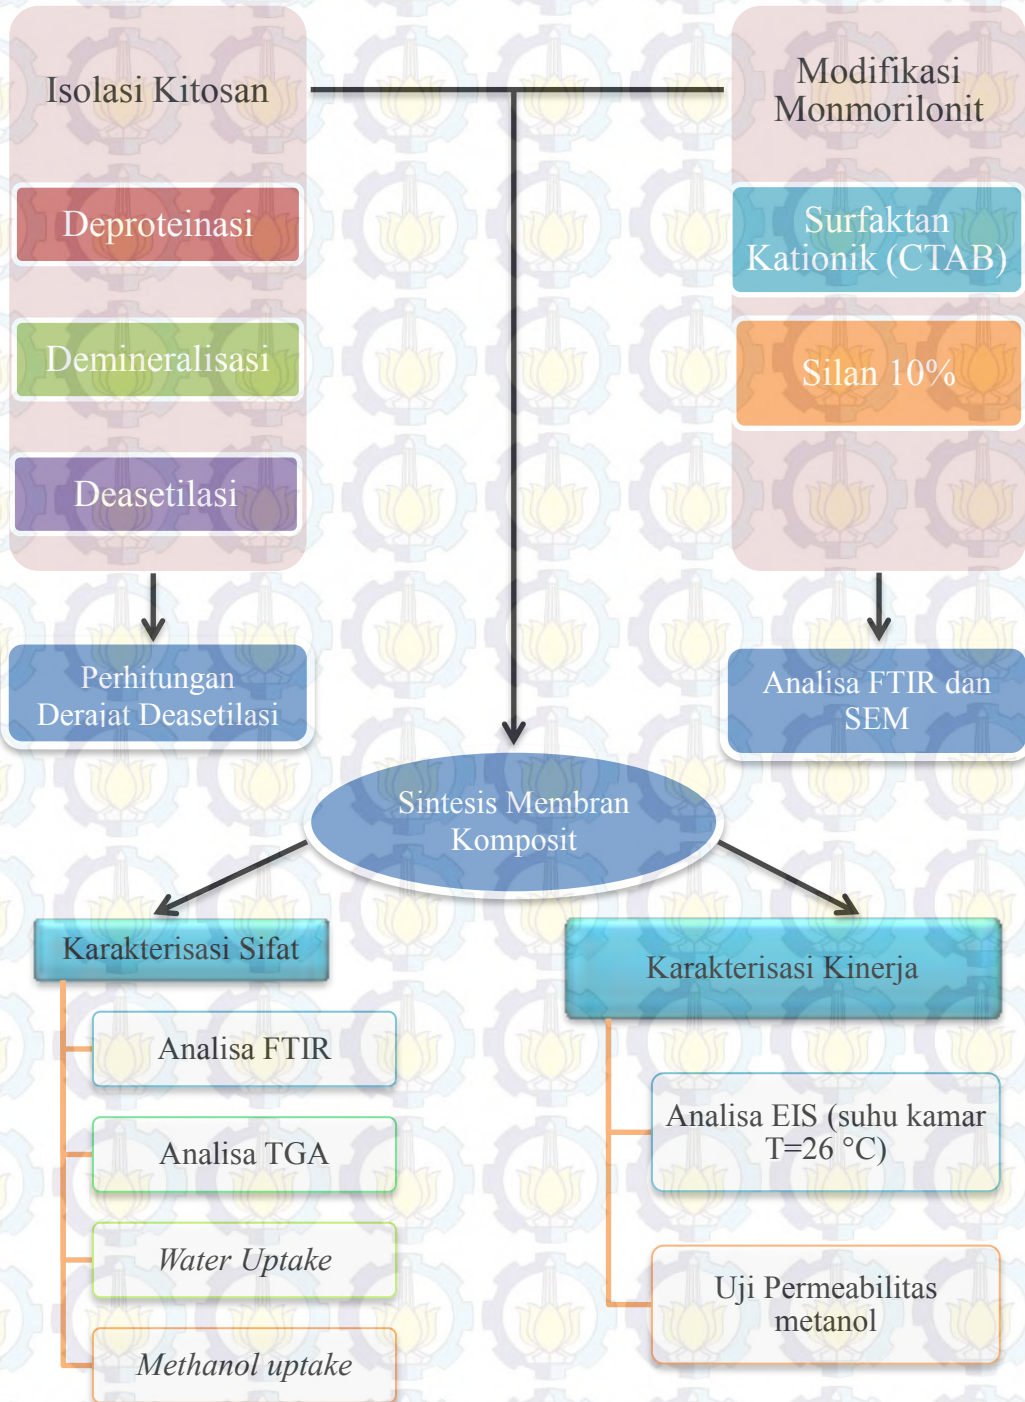 Isolasi Kitosan
Deproteinasi
Demineralisasi
Deasetilasi
Perhitungan
Derajat Deasetilasi
Modifikasi
Monmorilonit
Surfaktan
Kationik (CTAB)
Silan 10%
Analisa FTIR dan
SEM
Sintesis Membran
Komposit
Karakterisasi Sifat
Analisa FTIR
Analisa TGA
Water Uptake
Methanol uptake
Karakterisasi Kinerja
Analisa EIS (suhu kamar
T=26 °C)
Uji Permeabilitas
metanol